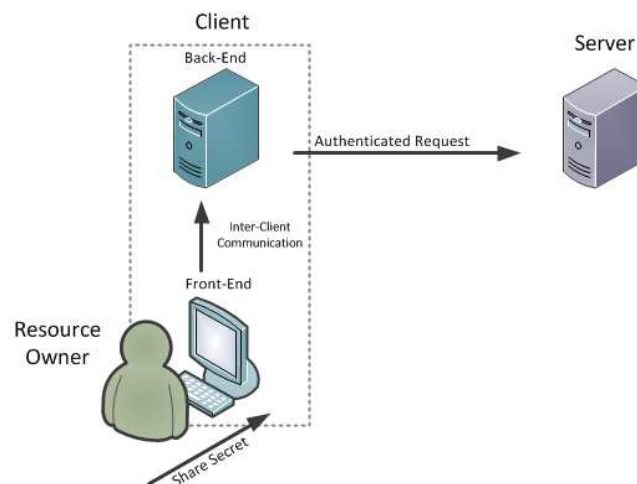 Client
Back-End
Server
Authenticated Request
Inter-Client
Communication
Front-End
Resource
Owner
Share Secret